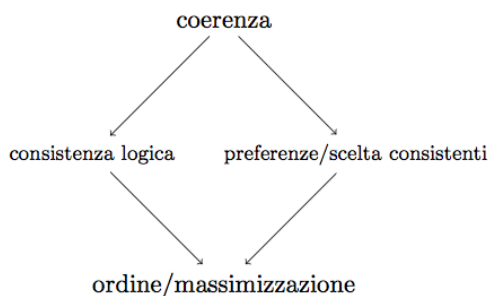 coerenza
consistenza logica
preferenze/scelta consistenti
ordine/massimizzazione